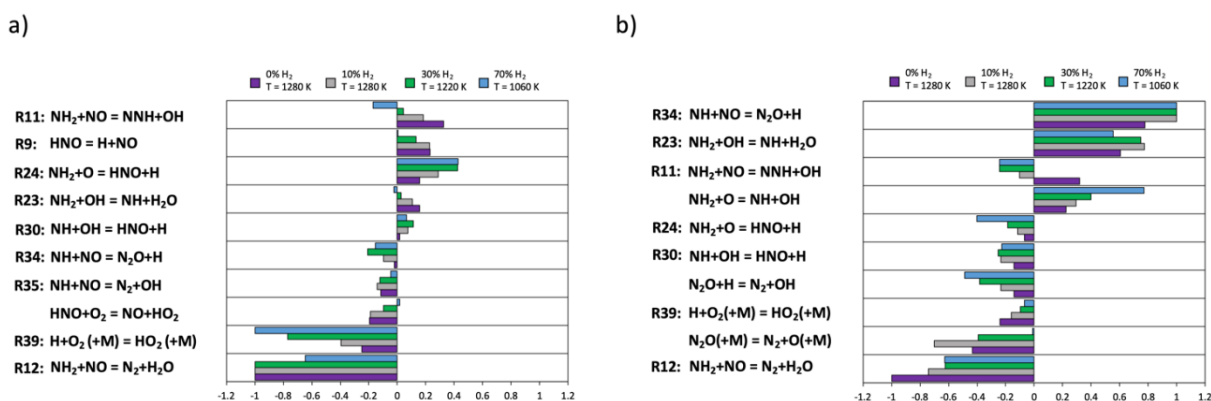 a)
0% H₂ 10% H₂ 30% H₂ 70% H₂
T = 1280 K T = 1280 K T = 1220 K T = 1060 K
R11: NH₂+NO = NNH+OH
R9: HNO = H+NO
R24: NH₂+O = HNO+H
R23: NH₂+OH = NH+H₂O
R30: NH+OH = HNO+H
R34: NH+NO = N₂O+H
R35: NH+NO = N₂+OH
HNO+O₂ = NO+HO₂
R39: H+O₂ (+M) = HO₂ (+M)
R12: NH₂+NO = N₂+H₂O
-1 -0.8 -0.6 -0.4 -0.2 0 0.2 0.4 0.6 0.8 1 1.2
b)
0% H₂ 10% H₂ 30% H₂ 70% H₂
T = 1280 K T = 1280 K T = 1220 K T = 1060 K
R34: NH+NO = N₂O+H
R23: NH₂+OH = NH+H₂O
R11: NH₂+NO = NNH+OH
NH₂+O = NH+OH
R24: NH₂+O = HNO+H
R30: NH+OH = HNO+H
N₂O+H = N₂+OH
R39: H+O₂(+M) = HO₂(+M)
N₂O(+M) = N₂+O(+M)
R12: NH₂+NO = N₂+H₂O
-1.2 -1 -0.8 -0.6 -0.4 -0.2 0 0.2 0.4 0.6 0.8 1 1.2